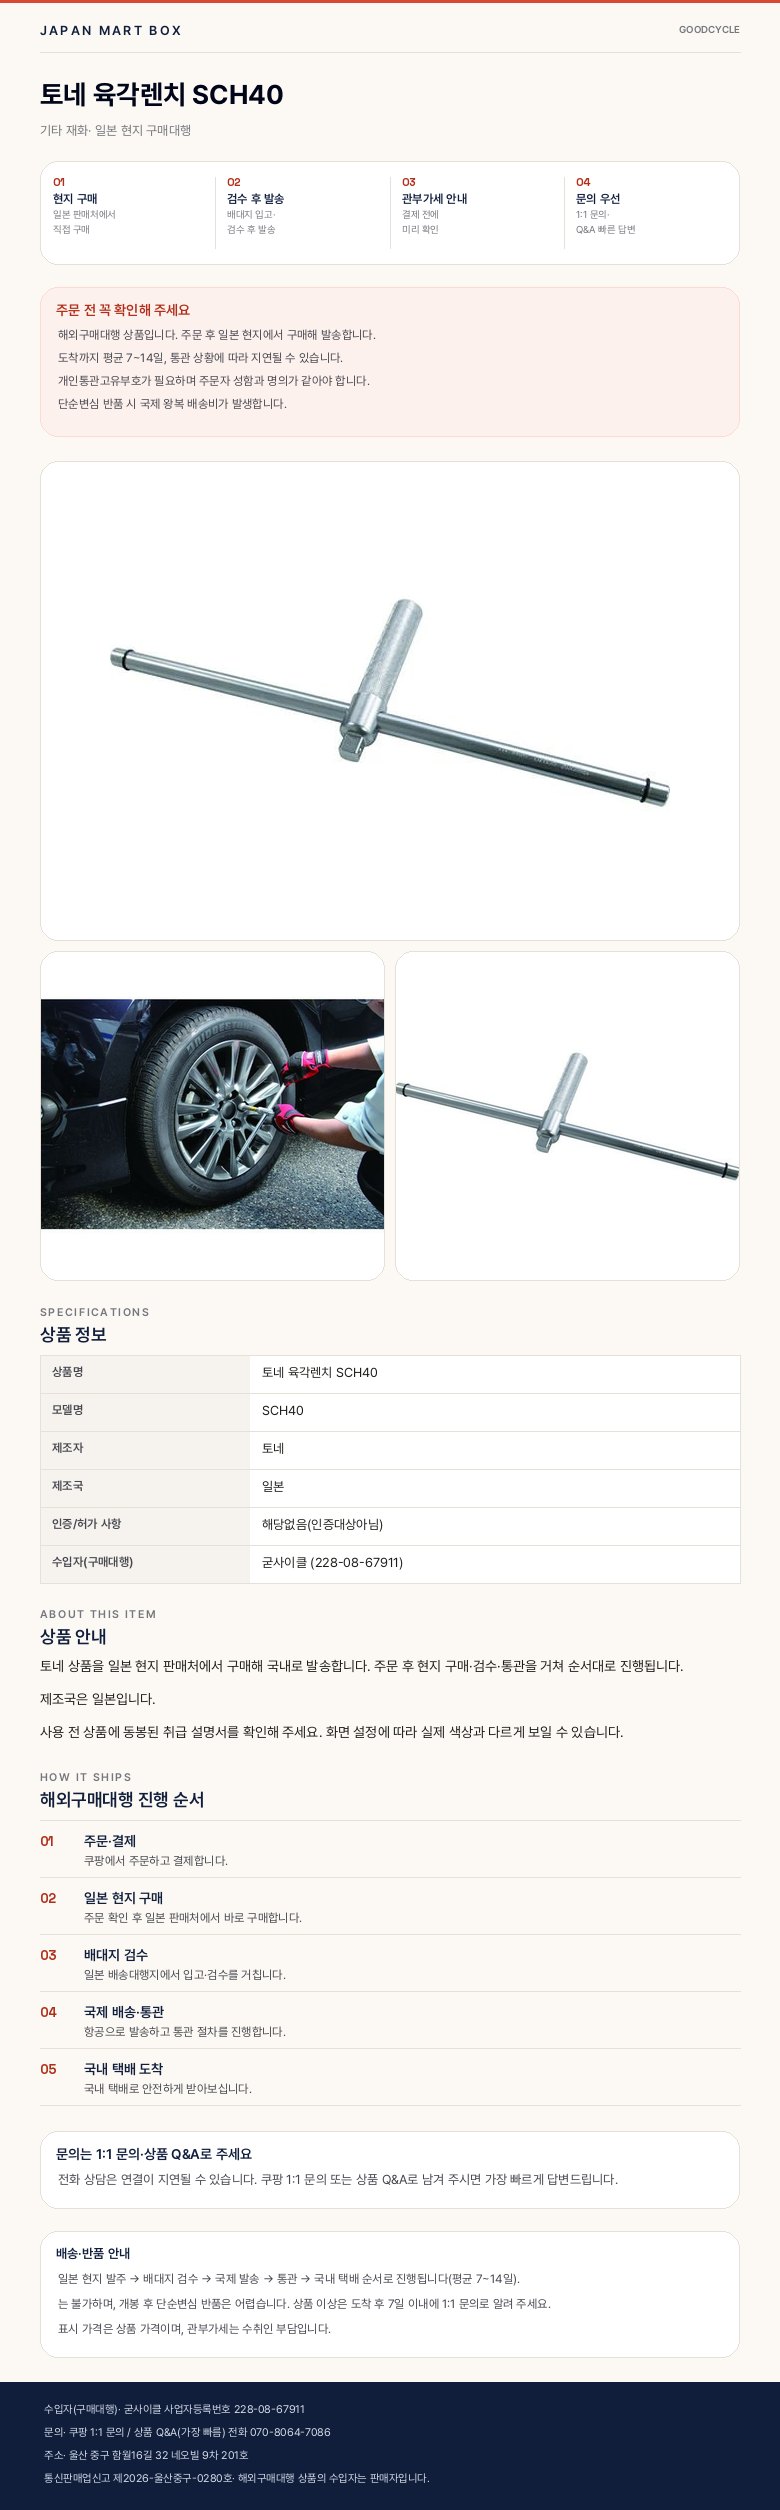 JAPAN MART BOX
GOODCYCLE
토네 육각렌치 SCH40
기타 재화· 일본 현지 구매대행
01
현지 구매
일본 판매처에서
직접 구매
02
검수 후 발송
배대지 입고·
검수 후 발송
03
관부가세 안내
결제 전에
미리 확인
04
문의 우선
1:1 문의·
Q&A 빠른 답변
주문 전 꼭 확인해 주세요
해외구매대행 상품입니다. 주문 후 일본 현지에서 구매해 발송합니다.
도착까지 평균 7~14일, 통관 상황에 따라 지연될 수 있습니다.
개인통관고유부호가 필요하며 주문자 성함과 명의가 같아야 합니다.
단순변심 반품 시 국제 왕복 배송비가 발생합니다.
SPECIFICATIONS
상품 정보
상품명 토네 육각렌치 SCH40
모델명 SCH40
제조자 토네
제조국 일본
인증/허가 사항 해당없음(인증대상아님)
수입자(구매대행) 굳사이클 (228-08-67911)
ABOUT THIS ITEM
상품 안내
토네 상품을 일본 현지 판매처에서 구매해 국내로 발송합니다. 주문 후 현지 구매·검수·통관을 거쳐 순서대로 진행됩니다.
제조국은 일본입니다.
사용 전 상품에 동봉된 취급 설명서를 확인해 주세요. 화면 설정에 따라 실제 색상과 다르게 보일 수 있습니다.
HOW IT SHIPS
해외구매대행 진행 순서
01 주문·결제
쿠팡에서 주문하고 결제합니다.
02 일본 현지 구매
주문 확인 후 일본 판매처에서 바로 구매합니다.
03 배대지 검수
일본 배송대행지에서 입고·검수를 거칩니다.
04 국제 배송·통관
항공으로 발송하고 통관 절차를 진행합니다.
05 국내 택배 도착
국내 택배로 안전하게 받아보십니다.
문의는 1:1 문의·상품 Q&A로 주세요
전화 상담은 연결이 지연될 수 있습니다. 쿠팡 1:1 문의 또는 상품 Q&A로 남겨 주시면 가장 빠르게 답변드립니다.
배송·반품 안내
일본 현지 발주 → 배대지 검수 → 국제 발송 → 통관 → 국내 택배 순서로 진행됩니다(평균 7~14일).
는 불가하며, 개봉 후 단순변심 반품은 어렵습니다. 상품 이상은 도착 후 7일 이내에 1:1 문의로 알려 주세요.
표시 가격은 상품 가격이며, 관부가세는 수취인 부담입니다.
수입자(구매대행)· 굳사이클 사업자등록번호 228-08-67911
문의· 쿠팡 1:1 문의 / 상품 Q&A(가장 빠름) 전화 070-8064-7086
주소· 울산 중구 함월16길 32 네오빌 9차 201호
통신판매업신고 제2026-울산중구-0280호· 해외구매대행 상품의 수입자는 판매자입니다.